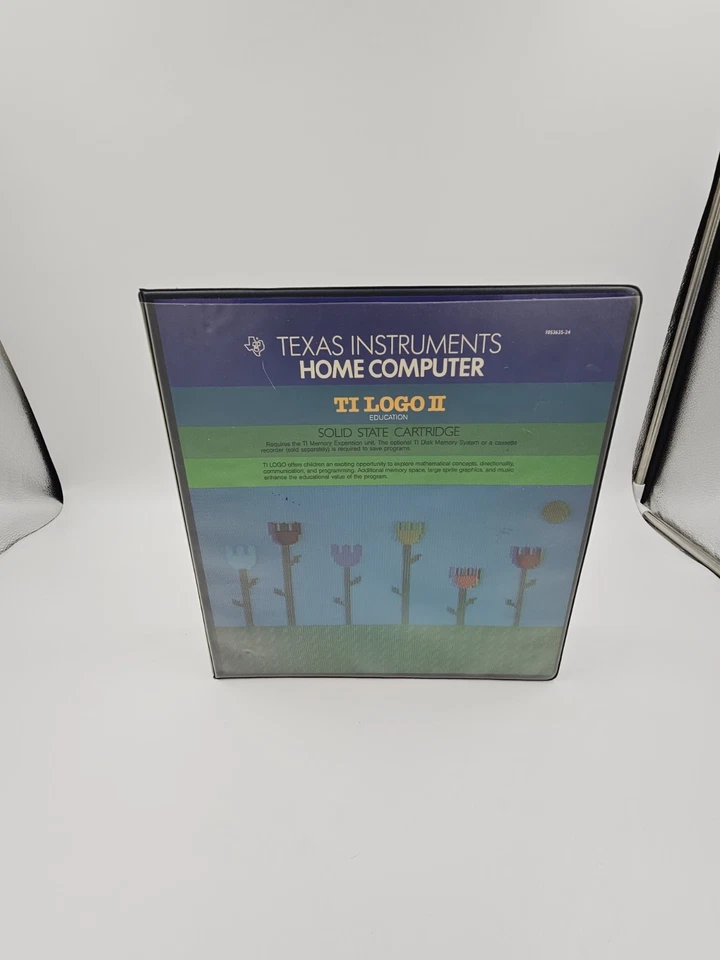 1053635-24
TEXAS INSTRUMENTS
HOME COMPUTER
TI LOGO II
EDUCATION
SOLID STATE CARTRIDGE
Requires the TI Memory Expansion unit. The optional TI Disk Memory System or a cassette
recorder (sold separately) is required to save programs.
TI LOGO offers children an exciting opportunity to explore mathematical concepts, directionality,
communication, and programming. Additional memory space, large sprite graphics, and music
enhance the educational value of the program.